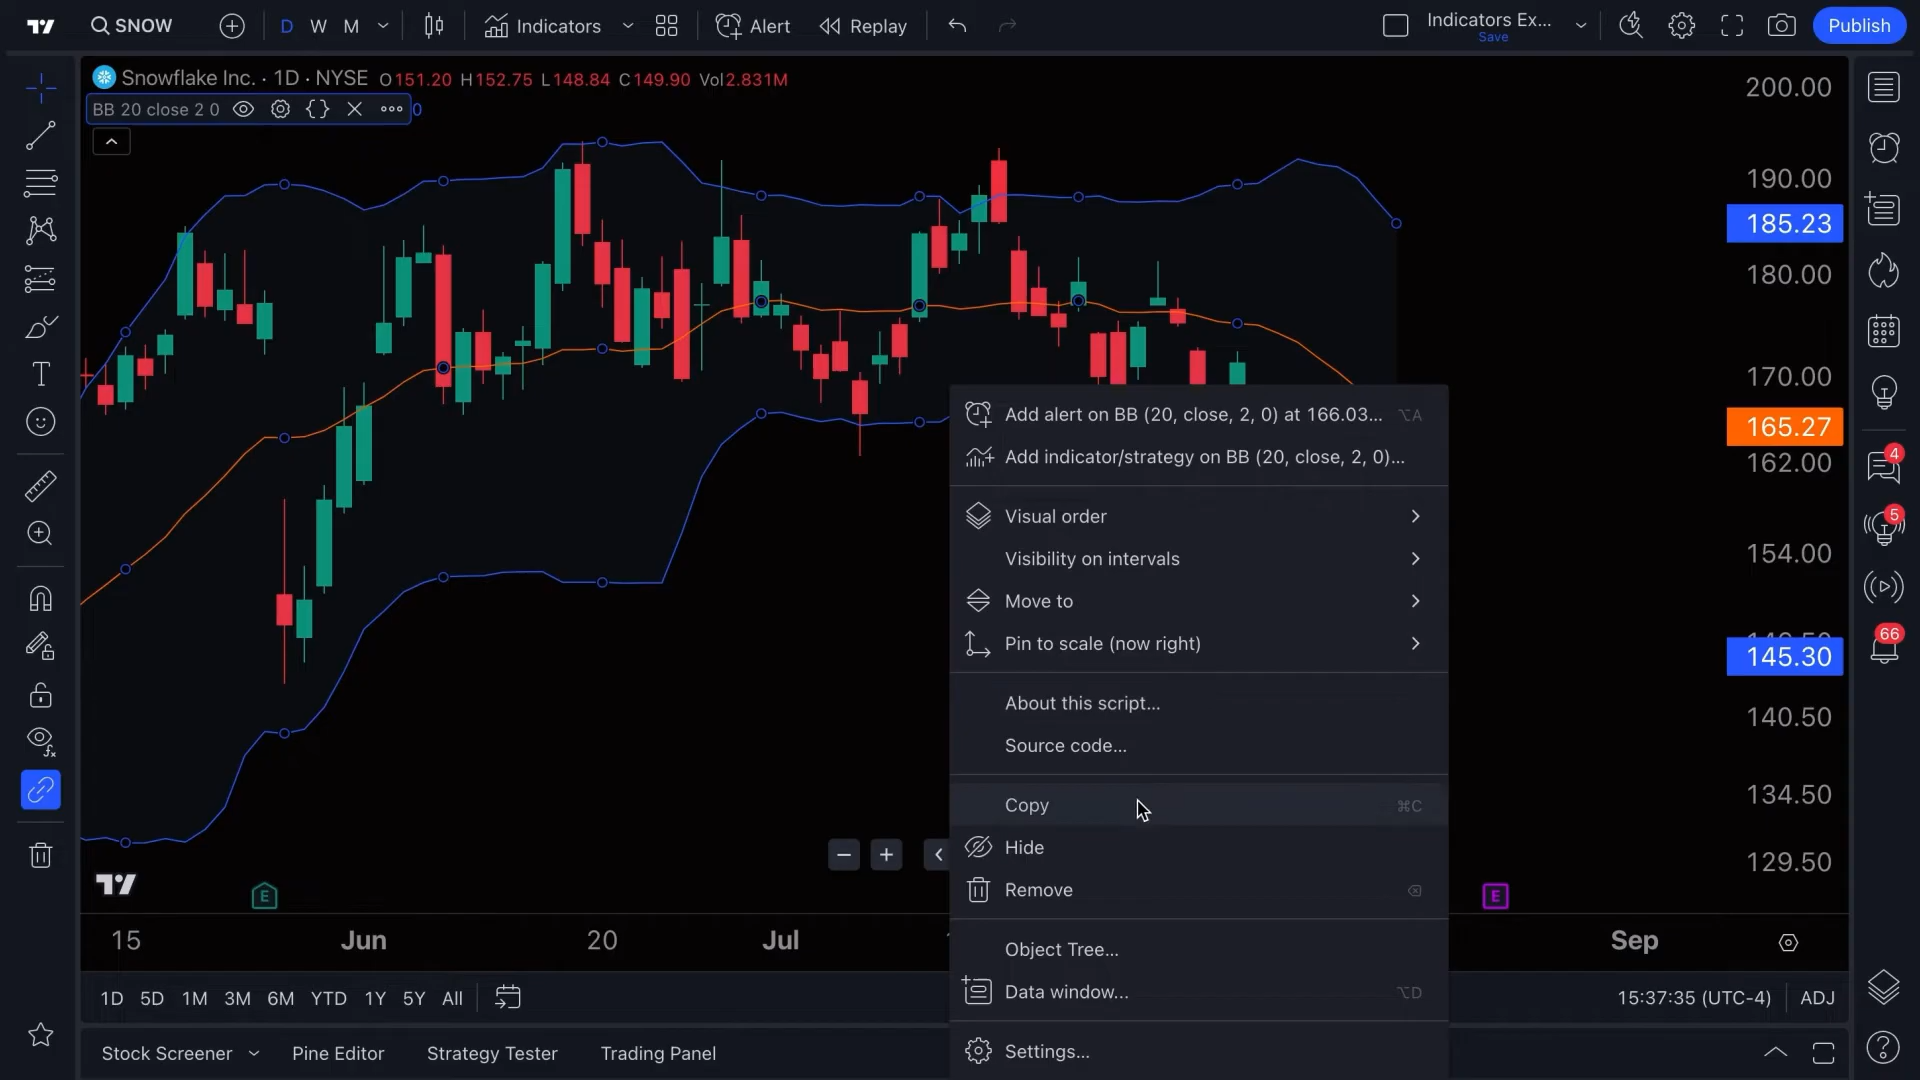 SNOW D W M Indicators Alert Replay Indicators Ex... Publish
Save
Snowflake Inc. · 1D · NYSE O151.20 H152.75 L148.84 C149.90 Vol2.831M
BB 20 close 2 0 0
200.00
190.00
185.23
180.00
170.00
165.27
162.00
154.00
145.30
140.50
134.50
129.50
4
5
66
Add alert on BB (20, close, 2, 0) at 166.03... ⌥A
Add indicator/strategy on BB (20, close, 2, 0)...
Visual order
Visibility on intervals
Move to
Pin to scale (now right)
About this script...
Source code...
Copy ⌘C
Hide
Remove
Object Tree...
Data window... ⌥D
Settings...
E E
15 Jun 20 Jul Sep
1D 5D 1M 3M 6M YTD 1Y 5Y All 15:37:35 (UTC-4) ADJ
Stock Screener Pine Editor Strategy Tester Trading Panel